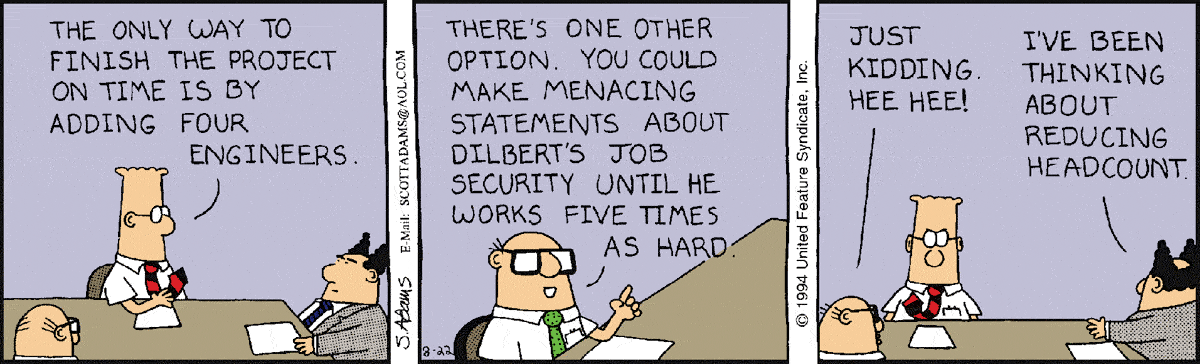 THE ONLY WAY TO
FINISH THE PROJECT
ON TIME IS BY
ADDING FOUR
ENGINEERS.
S. Adams E-Mail: SCOTTADAMS@AOL.COM
THERE'S ONE OTHER
OPTION. YOU COULD
MAKE MENACING
STATEMENTS ABOUT
DILBERT'S JOB
SECURITY UNTIL HE
WORKS FIVE TIMES
AS HARD.
8-22
© 1994 United Feature Syndicate, Inc.
JUST
KIDDING.
HEE HEE!
I'VE BEEN
THINKING
ABOUT
REDUCING
HEADCOUNT.